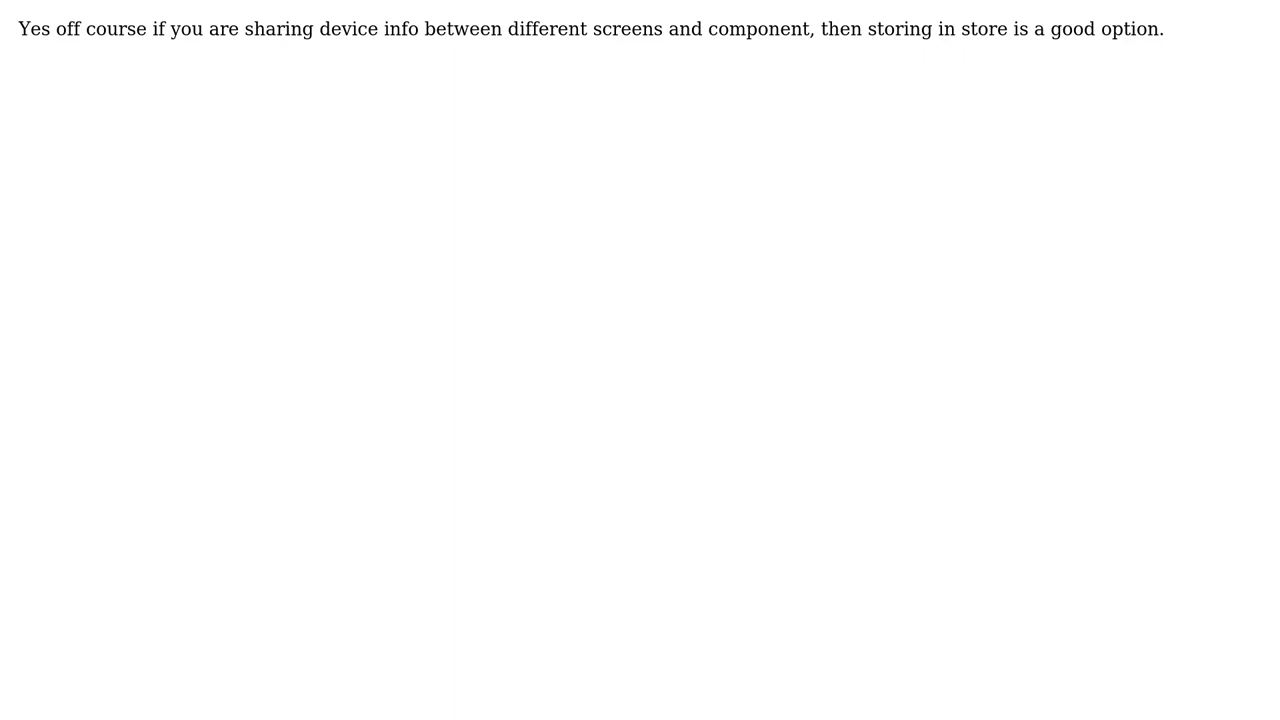 Yes off course if you are sharing device info between different screens and component, then storing in store is a good option.